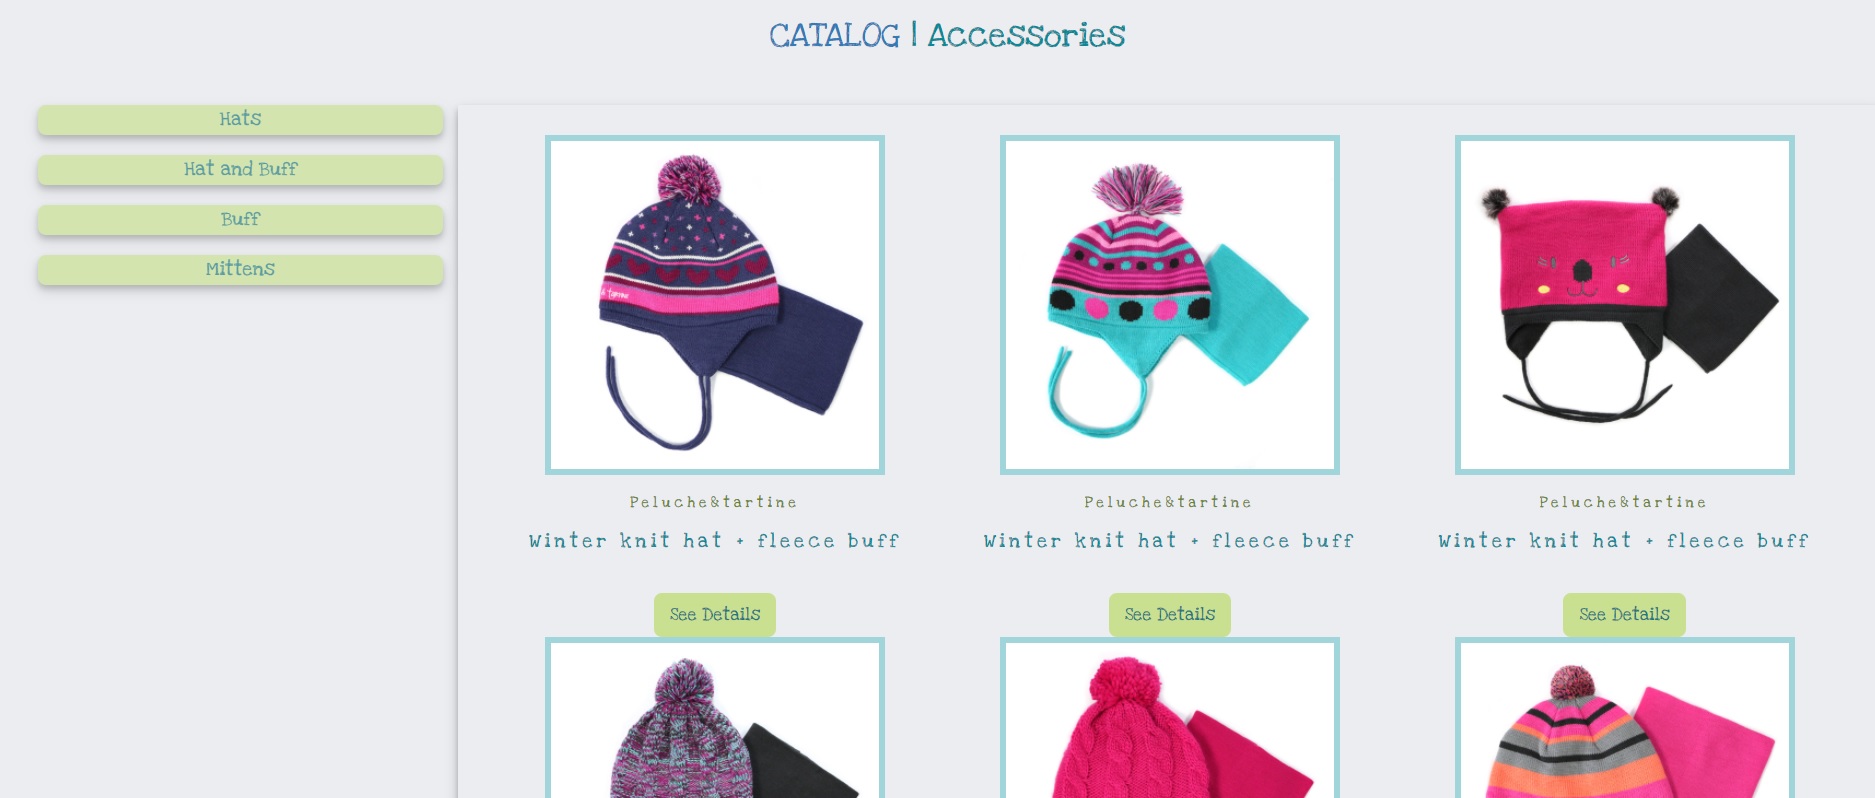 CATALOG | Accessories
Hats
Hat and Buff
Buff
Mittens
Peluche&tartine
Winter knit hat + fleece buff
See Details
Peluche&tartine
Winter knit hat + fleece buff
See Details
Peluche&tartine
Winter knit hat + fleece buff
See Details